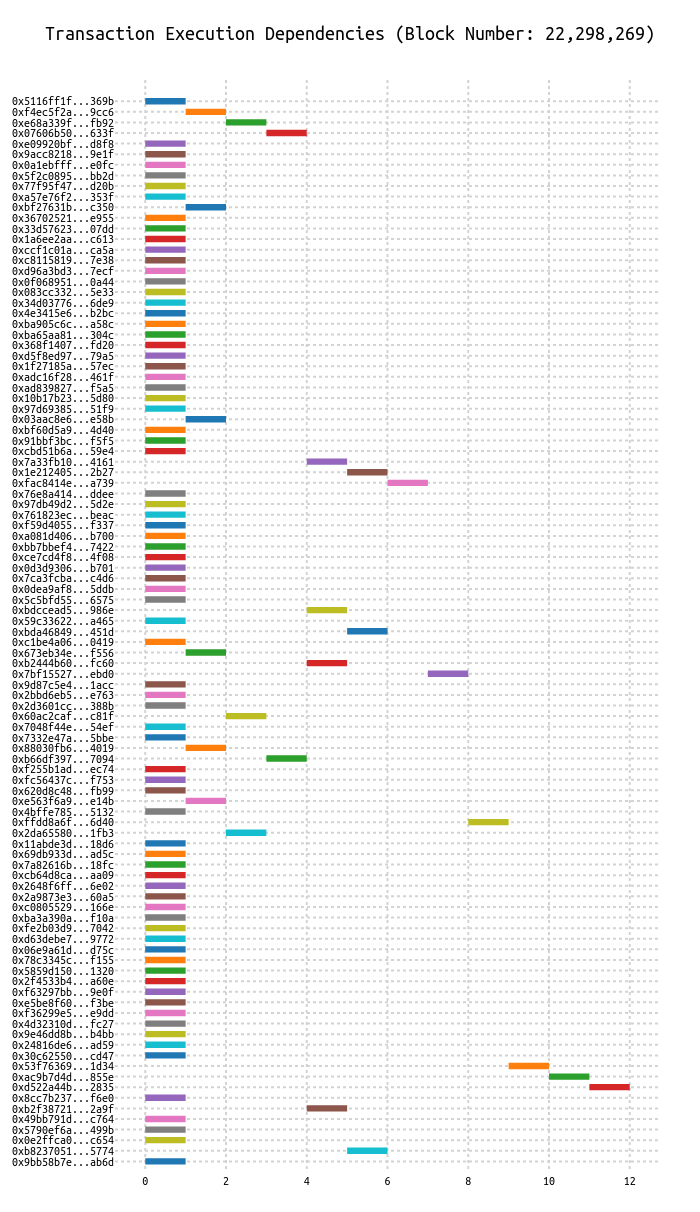 Transaction Execution Dependencies (Block Number: 22,298,269)
0x5116ff1f...369b
0xf4ec5f2a...9cc6
0xe68a339f...fb92
0x07606b50...633f
0xe09920bf...d8f8
0x9acc8218...9e1f
0x0a1ebfff...e0fc
0x5f2c0895...bb2d
0x77f95f47...d20b
0xa57e76f2...353f
0xbf27631b...c350
0x36702521...e955
0x33d57623...07dd
0x1a6ee2aa...c613
0xccf1c01a...ca5a
0xc8115819...7e38
0xd96a3bd3...7ecf
0x0f068951...0a44
0x083cc332...5e33
0x34d03776...6de9
0x4e3415e6...b2bc
0xba905c6c...a58c
0xba65aa81...304c
0x368f1407...fd20
0xd5f8ed97...79a5
0x1f27185a...57ec
0xadc16f28...461f
0xad839827...f5a5
0x10b17b23...5d80
0x97d69385...51f9
0x03aac8e6...e58b
0xbf60d5a9...4d40
0x91bbf3bc...f5f5
0xcbd51b6a...59e4
0x7a33fb10...4161
0x1e212405...2b27
0xfac8414e...a739
0x76e8a414...ddee
0x97db49d2...5d2e
0x761823ec...beac
0xf59d4055...f337
0xa081d406...b700
0xbb7bbef4...7422
0xce7cd4f8...4f08
0x0d3d9306...b701
0x7ca3fcba...c4d6
0x0dea9af8...5ddb
0x5c5bfd55...6575
0xbdccead5...986e
0x59c33622...a465
0xbda46849...451d
0xc1be4a06...0419
0x673eb34e...f556
0xb2444b60...fc60
0x7bf15527...ebd0
0x9d87c5e4...1acc
0x2bbd6eb5...e763
0x2d3601cc...388b
0x60ac2caf...c81f
0x7048f44e...54ef
0x7332e47a...5bbe
0x88030fb6...4019
0xb66df397...7094
0xf255b1ad...ec74
0xfc56437c...f753
0x620d8c48...fb99
0xe563f6a9...e14b
0x4bffe785...5132
0xffdd8a6f...6d40
0x2da65580...1fb3
0x11abde3d...18d6
0x69db933d...ad5c
0x7a82616b...18fc
0xcb64d8ca...aa09
0x2648f6ff...6e02
0x2a9873e3...60a5
0xc0805529...166e
0xba3a390a...f10a
0xfe2b03d9...7042
0xd63debe7...9772
0x06e9a61d...d75c
0x78c3345c...f155
0x5859d150...1320
0x2f4533b4...a60e
0xf63297bb...9e0f
0xe5be8f60...f3be
0xf36299e5...e9dd
0x4d32310d...fc27
0x9e46dd8b...b4bb
0x24816de6...ad59
0x30c62550...cd47
0x53f76369...1d34
0xac9b7d4d...855e
0xd522a44b...2835
0x8cc7b237...f6e0
0xb2f38721...2a9f
0x49bb791d...c764
0x5790ef6a...499b
0x0e2ffca0...c654
0xb8237051...5774
0x9bb58b7e...ab6d
0 2 4 6 8 10 12